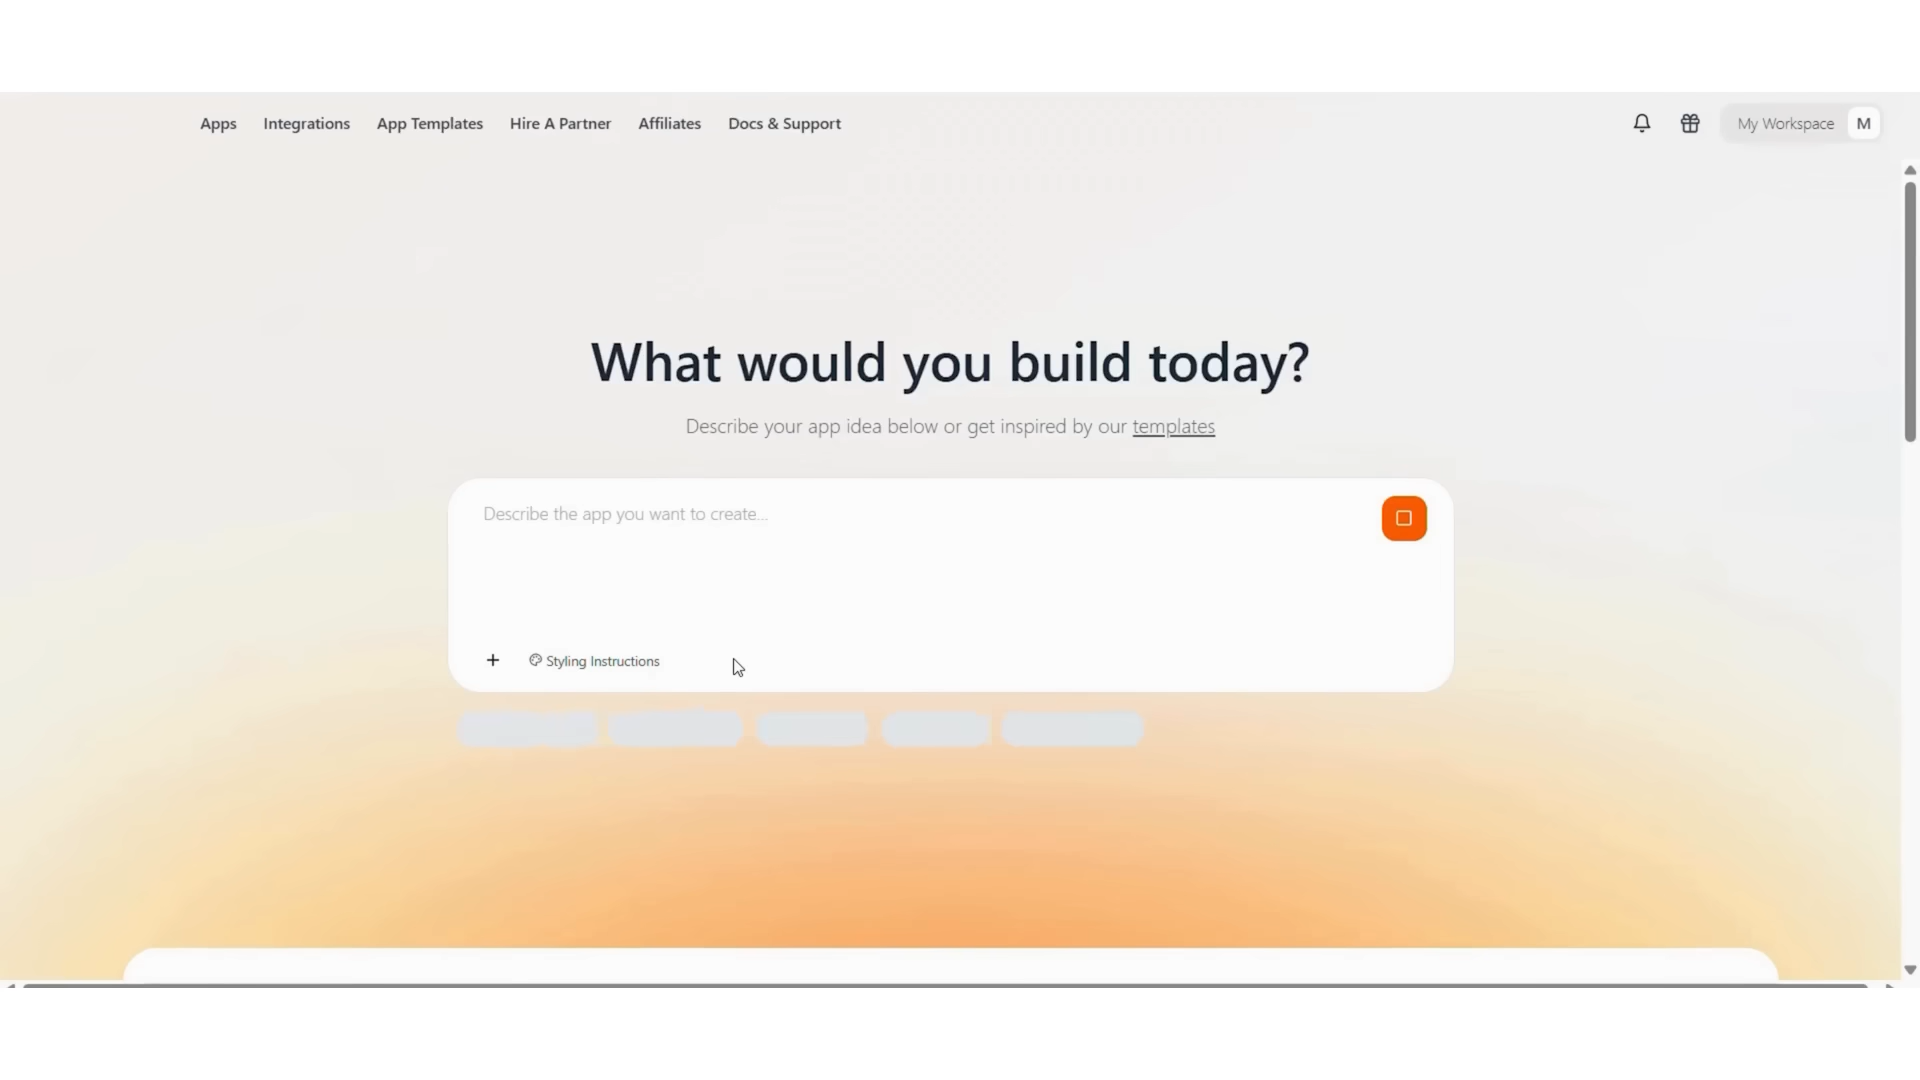 Apps Integrations App Templates Hire A Partner Affiliates Docs & Support My Workspace M
What would you build today?
Describe your app idea below or get inspired by our templates
Describe the app you want to create...
+ Styling Instructions